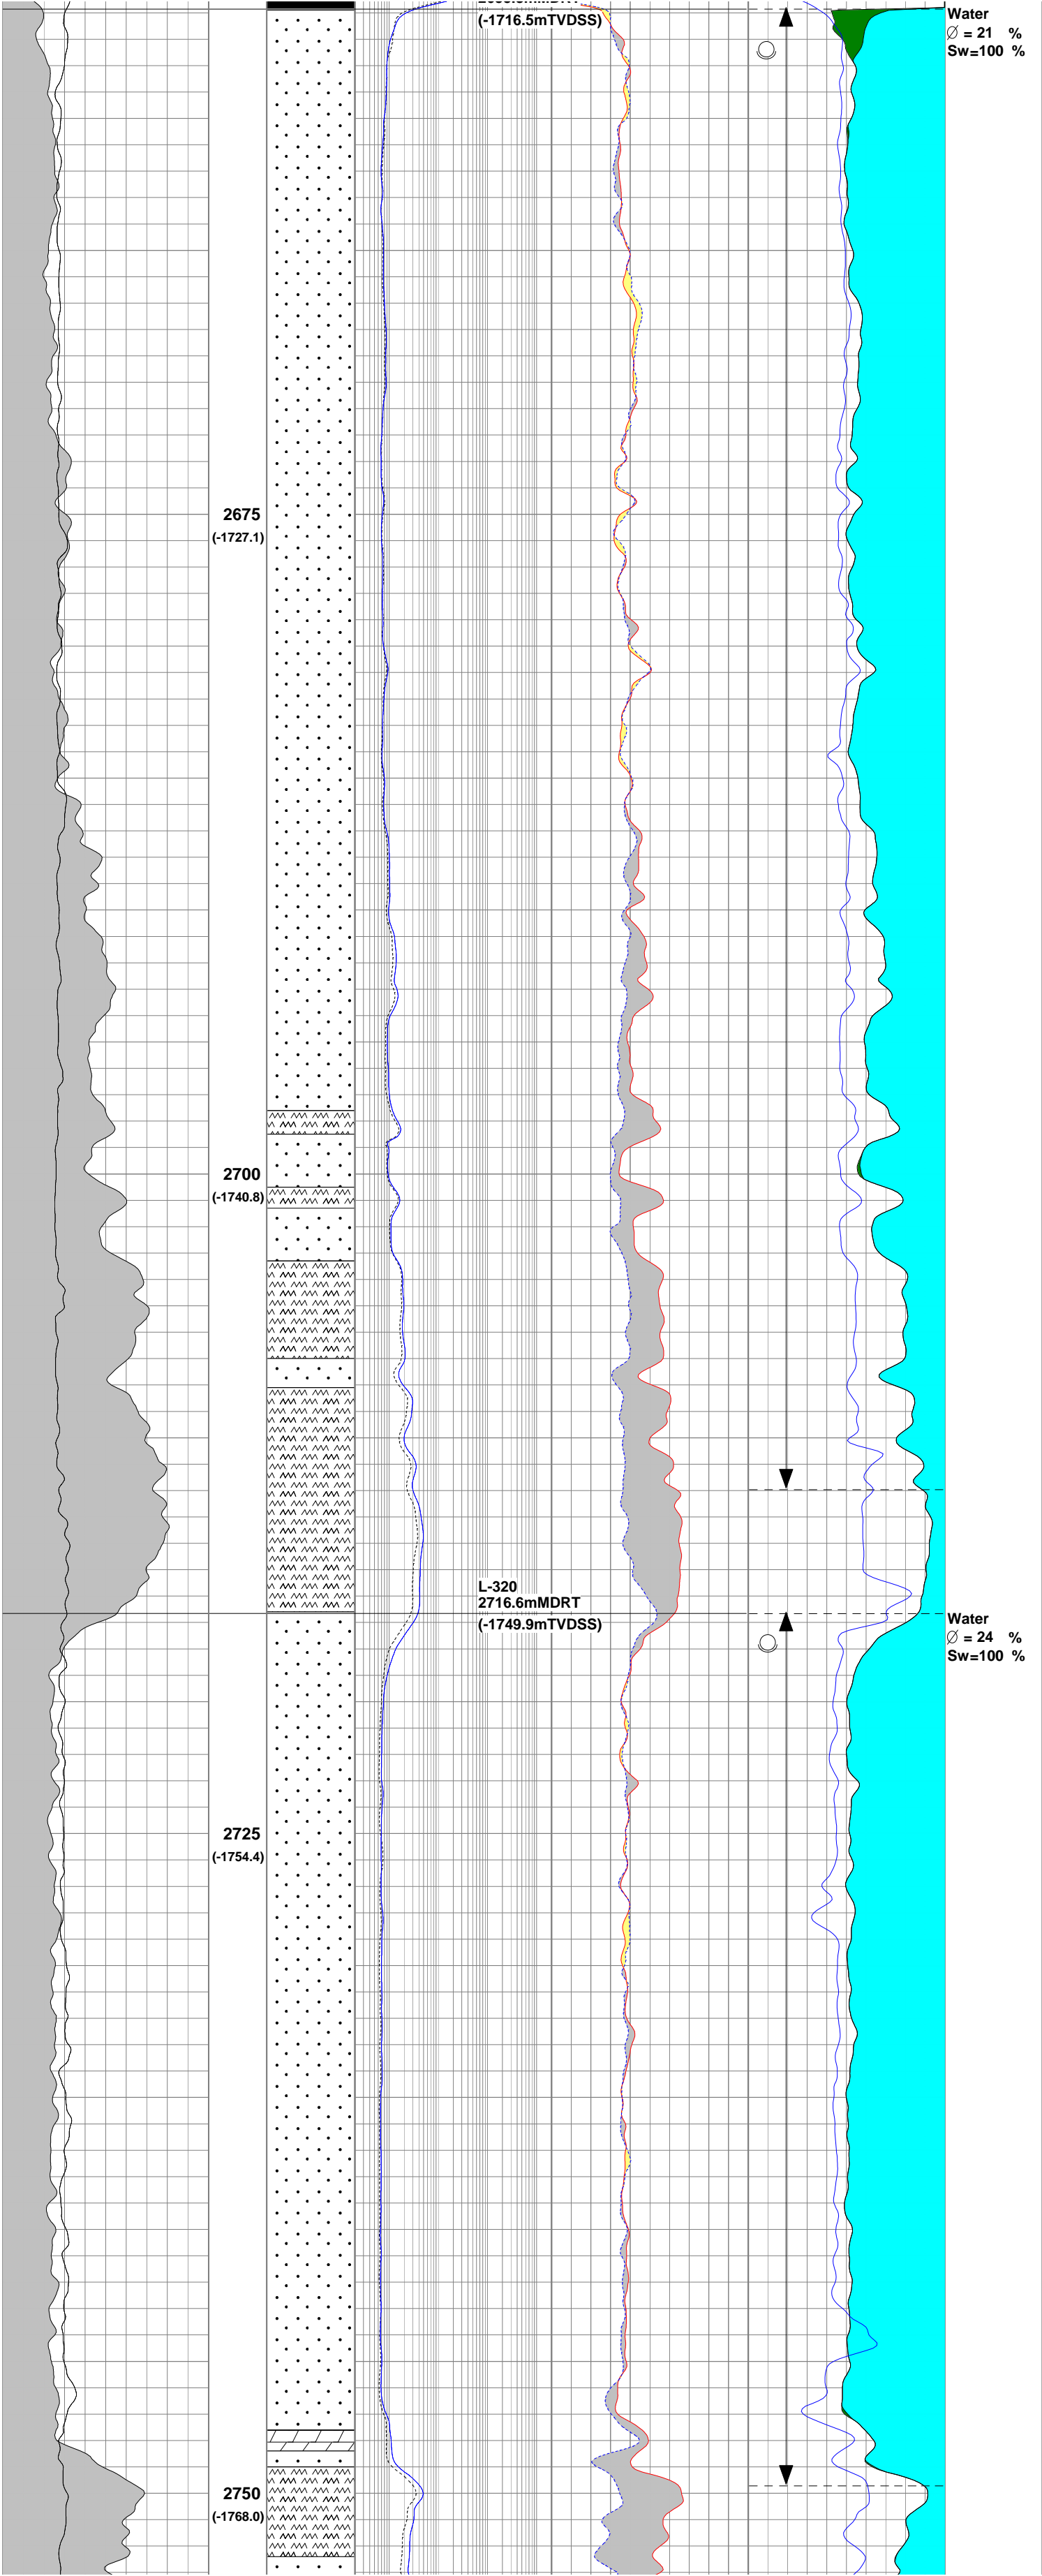 (-1716.5mTVDSS)
Water
Ø = 21 %
Sw=100 %
2675
(-1727.1)
2700
(-1740.8)
L-320
2716.6mMDRT
(-1749.9mTVDSS)
Water
Ø = 24 %
Sw=100 %
2725
(-1754.4)
2750
(-1768.0)